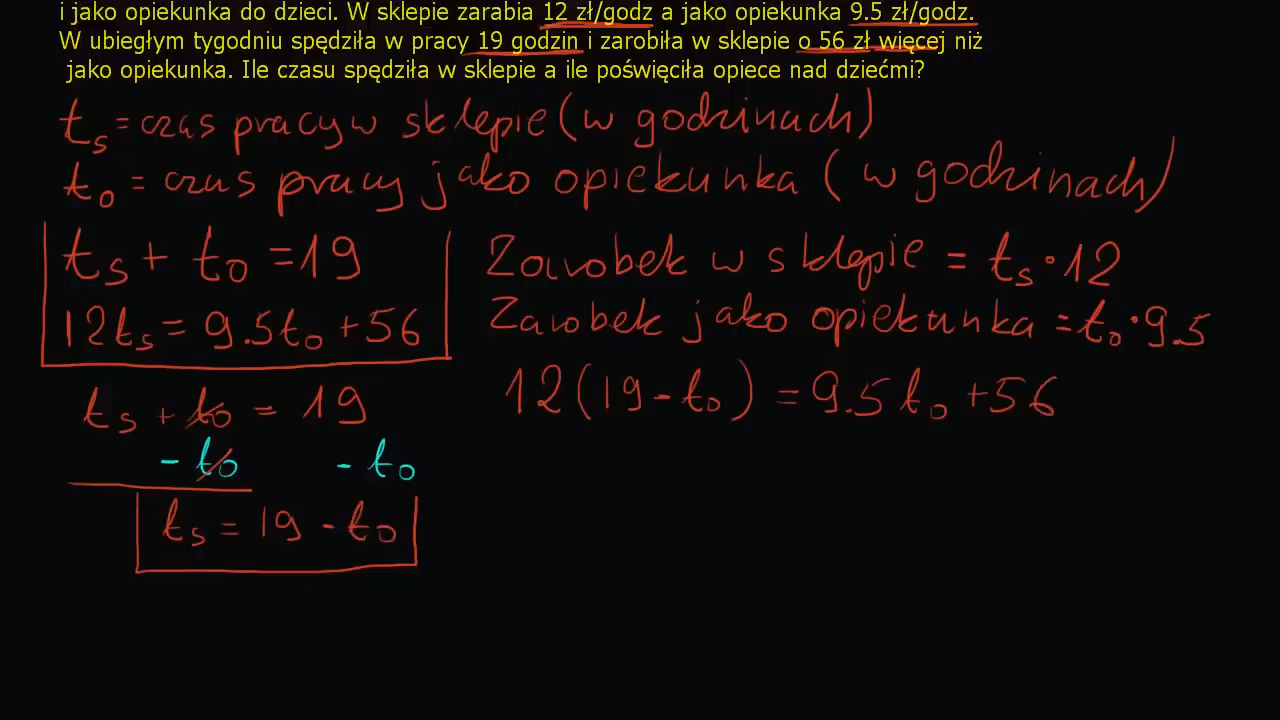 i jako opiekunka do dzieci. W sklepie zarabia 12 zł/godz a jako opiekunka 9.5 zł/godz.
W ubiegłym tygodniu spędziła w pracy 19 godzin i zarobiła w sklepie o 56 zł więcej niż
jako opiekunka. Ile czasu spędziła w sklepie a ile poświęciła opiece nad dziećmi?
ts = czas pracy w sklepie (w godzinach)
to = czas pracy jako opiekunka (w godzinach)
ts + to = 19
12ts = 9.5to + 56
Zarobek w sklepie = ts · 12
Zarobek jako opiekunka = to · 9.5
12(19 - to) = 9.5to + 56
ts + to = 19
- to - to
ts = 19 - to